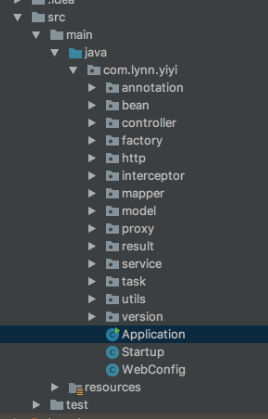 .idea
src
main
java
com.lynn.yiyi
annotation
bean
controller
factory
http
interceptor
mapper
model
proxy
result
service
task
utils
version
Application
Startup
WebConfig
resources
test